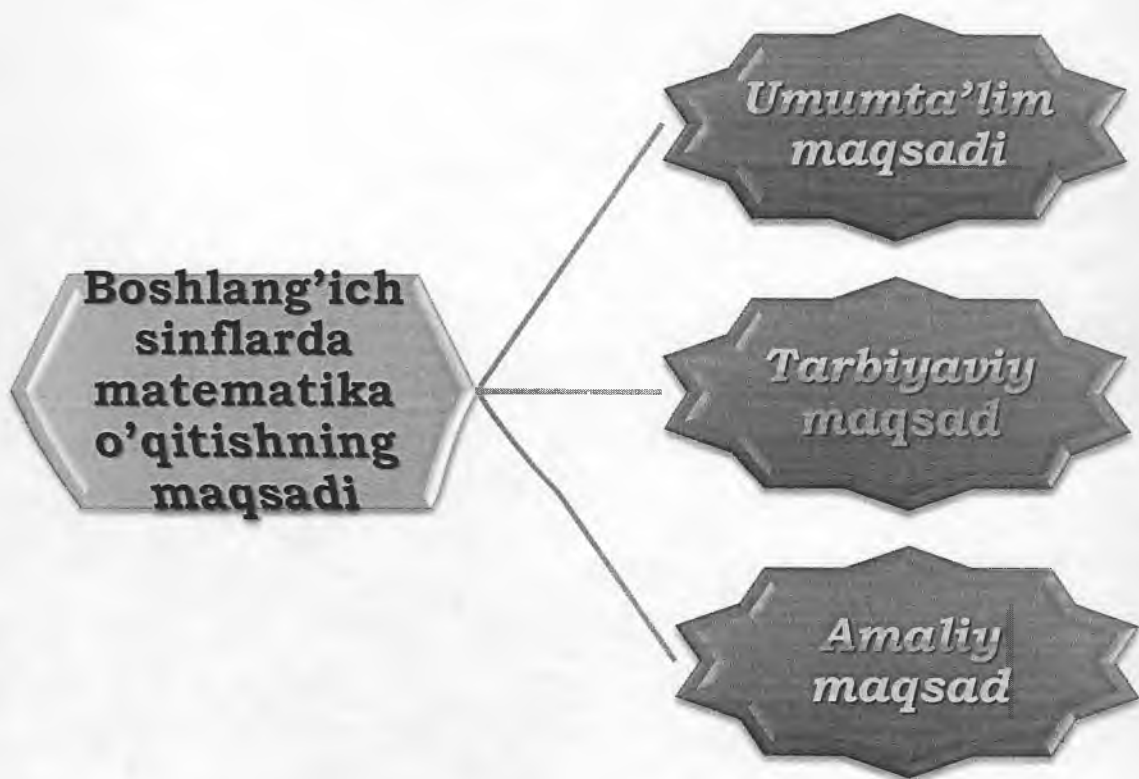 Boshlang'ich
sinflarda
matematika
o'qitishning
maqsadi
Umumta'lim
maqsadi
Tarbiyaviy
maqsad
Amaliy
maqsad